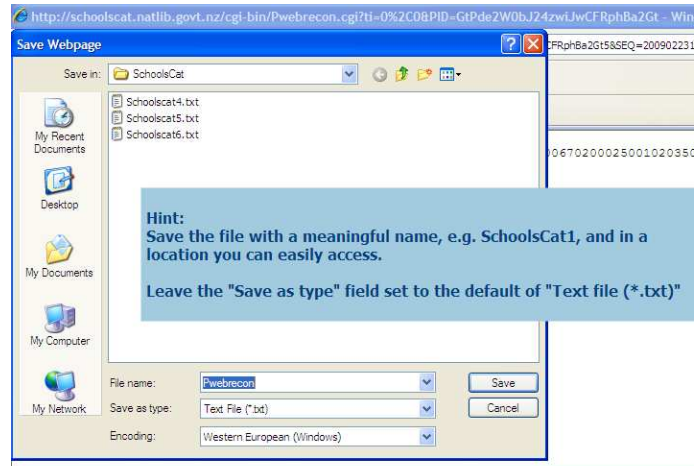 http://schoolscat.natlib.govt.nz/cgi-bin/Pwebrecon.cgi?ti=0%2C0&PID=GtPde2W0bJ24zwiJwCFRphBa2Gt - Win
Save Webpage
CFRphBa2Gt5&SEQ=200902231
Save in:
SchoolsCat
Schoolscat4.txt
Schoolscat5.txt
Schoolscat6.txt
My Recent
Documents
00670200025001020350
Desktop
Hint:
Save the file with a meaningful name, e.g. SchoolsCat1, and in a
location you can easily access.
Leave the "Save as type" field set to the default of "Text file (*.txt)"
My Documents
My Computer
My Network
File name:
Pwebrecon
Save
Save as type:
Text File (*.txt)
Cancel
Encoding:
Western European (Windows)